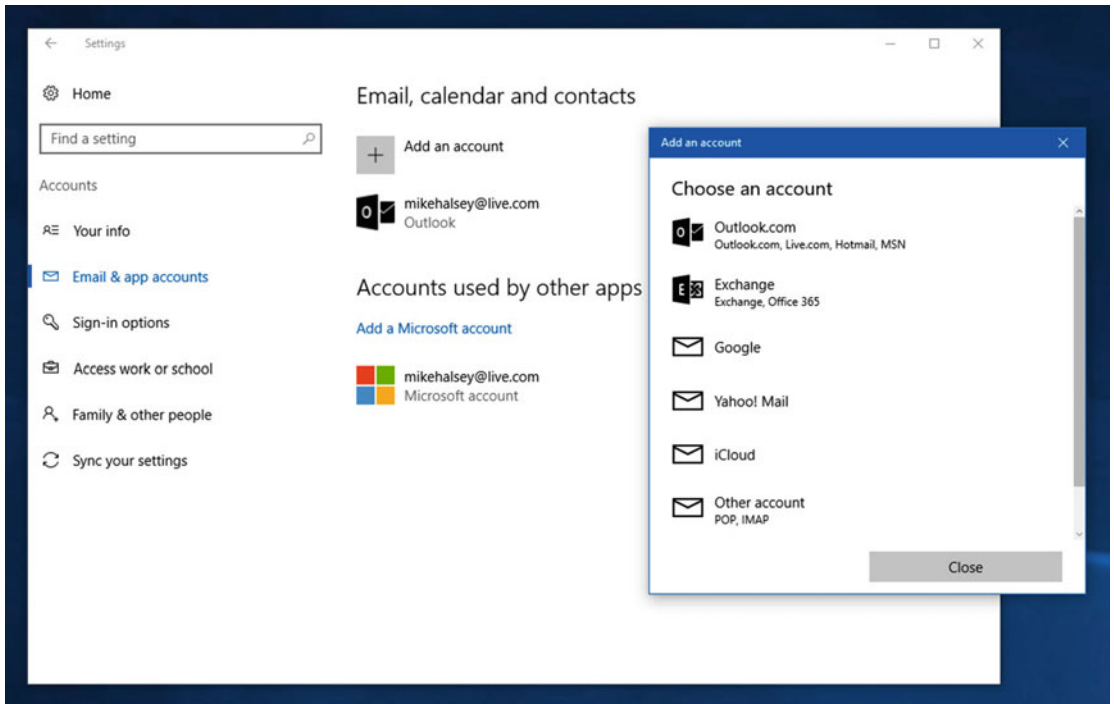 Settings
Home
Find a setting
Accounts
Your info
Email & app accounts
Sign-in options
Access work or school
Family & other people
Sync your settings
Email, calendar and contacts
Add an account
mikehalsey@live.com
Outlook
Accounts used by other apps
Add a Microsoft account
mikehalsey@live.com
Microsoft account
Add an account
Choose an account
Outlook.com
Outlook.com, Live.com, Hotmail, MSN
Exchange
Exchange, Office 365
Google
Yahoo! Mail
iCloud
Other account
POP, IMAP
Close